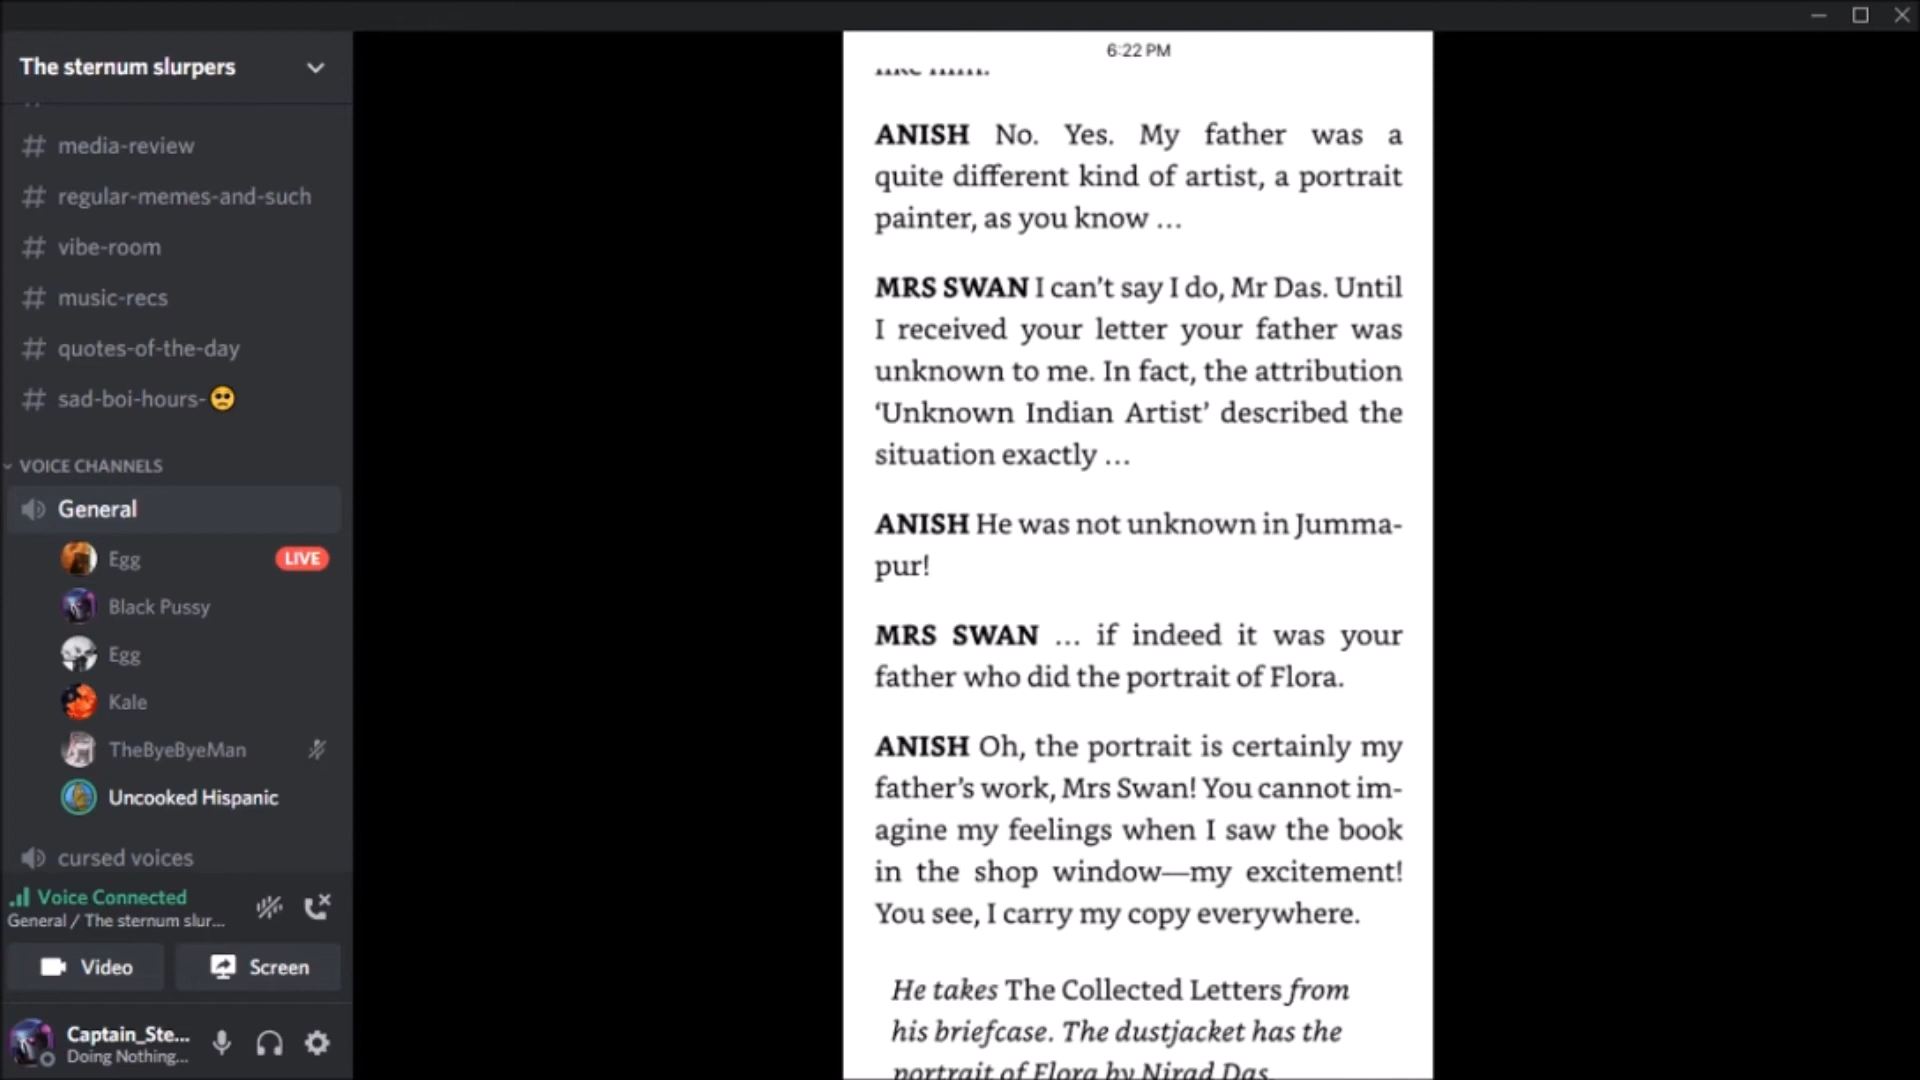 The sternum slurpers
# media-review
# regular-memes-and-such
# vibe-room
# music-recs
# quotes-of-the-day
# sad-boi-hours-🥺
VOICE CHANNELS
General
Egg LIVE
Black Pussy
Egg
Kale
TheByeByeMan
Uncooked Hispanic
cursed voices
Voice Connected
General / The sternum slur...
Video Screen
Captain_Ste...
Doing Nothing...
6:22 PM
ANISH No. Yes. My father was a
quite different kind of artist, a portrait
painter, as you know …
MRS SWAN I can’t say I do, Mr Das. Until
I received your letter your father was
unknown to me. In fact, the attribution
‘Unknown Indian Artist’ described the
situation exactly …
ANISH He was not unknown in Jumma-
pur!
MRS SWAN … if indeed it was your
father who did the portrait of Flora.
ANISH Oh, the portrait is certainly my
father’s work, Mrs Swan! You cannot im-
agine my feelings when I saw the book
in the shop window—my excitement!
You see, I carry my copy everywhere.
He takes The Collected Letters from
his briefcase. The dustjacket has the
portrait of Flora by Nirad Das.